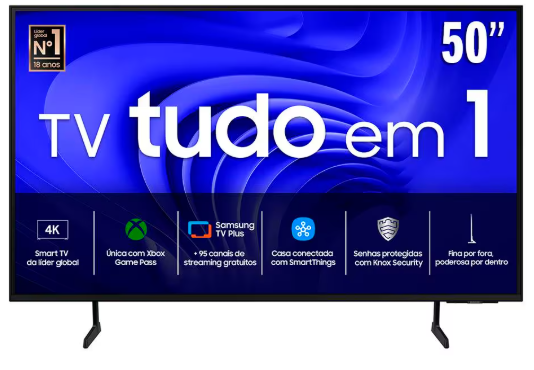 Líder
global
Nº1
18 anos
50”
TV tudo em 1
4K
Smart TV
da líder global
Única com Xbox
Game Pass
Samsung
TV Plus
+ 95 canais de
streaming gratuitos
Casa conectada
com SmartThings
Senhas protegidas
com Knox Security
Fina por fora,
poderosa por dentro